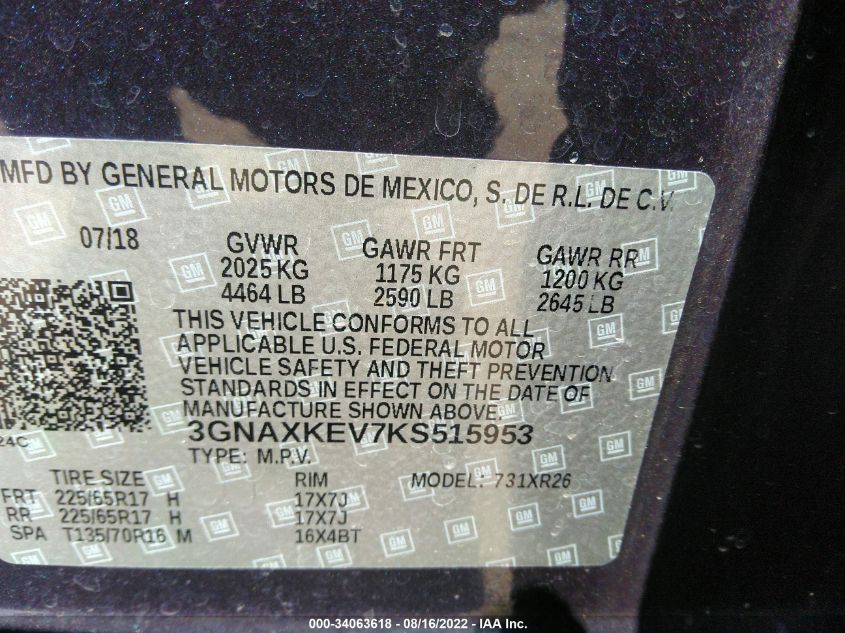 MFD BY GENERAL MOTORS DE MEXICO, S. DE R.L. DE C.V.
07/18
GVWR GAWR FRT GAWR RR
2025 KG 1175 KG 1200 KG
4464 LB 2590 LB 2645 LB
THIS VEHICLE CONFORMS TO ALL
APPLICABLE U.S. FEDERAL MOTOR
VEHICLE SAFETY AND THEFT PREVENTION
STANDARDS IN EFFECT ON THE DATE OF
MANUFACTURE SHOWN ABOVE.
24C
3GNAXKEV7KS515953
TYPE: M.P.V. MODEL: 731XR26
TIRE SIZE RIM
FRT 225/65R17 H 17X7J
RR 225/65R17 H 17X7J
SPA T135/70R16 M 16X4BT
GM
000-34063618 - 08/16/2022 - IAA Inc.